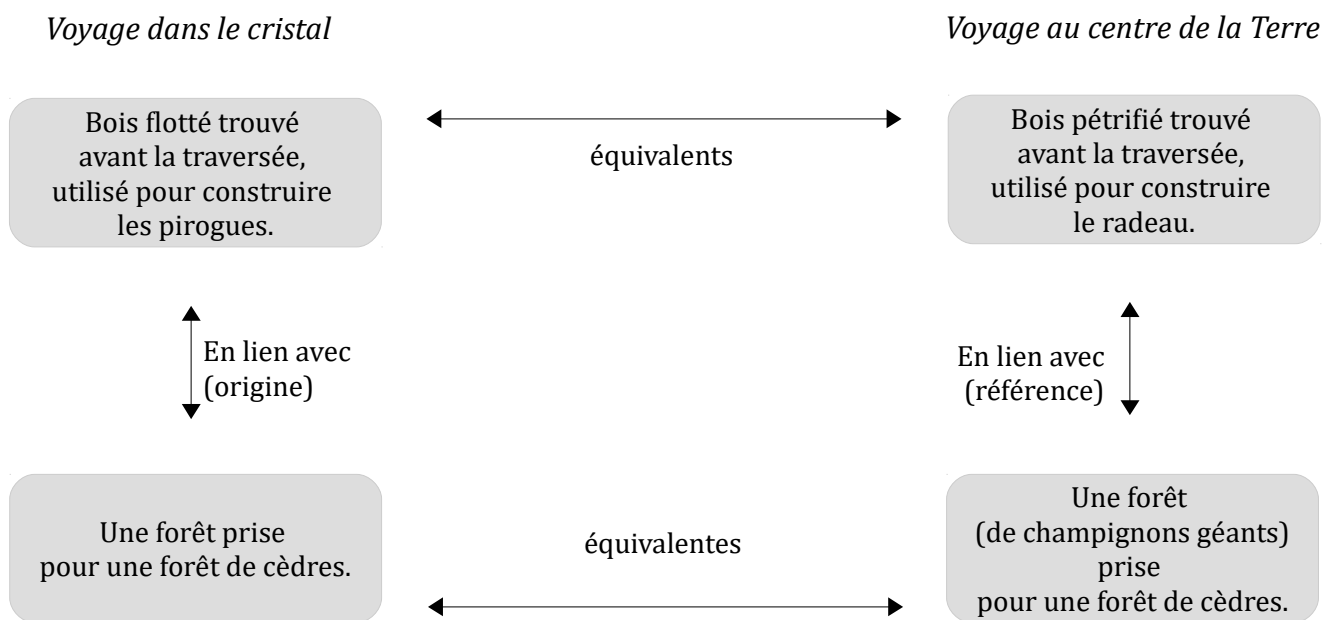 Voyage dans le cristal
Voyage au centre de la Terre
Bois flotté trouvé
avant la traversée,
utilisé pour construire
les pirogues.
équivalents
Bois pétrifié trouvé
avant la traversée,
utilisé pour construire
le radeau.
En lien avec
(origine)
En lien avec
(référence)
Une forêt prise
pour une forêt de cèdres.
équivalentes
Une forêt
(de champignons géants)
prise
pour une forêt de cèdres.